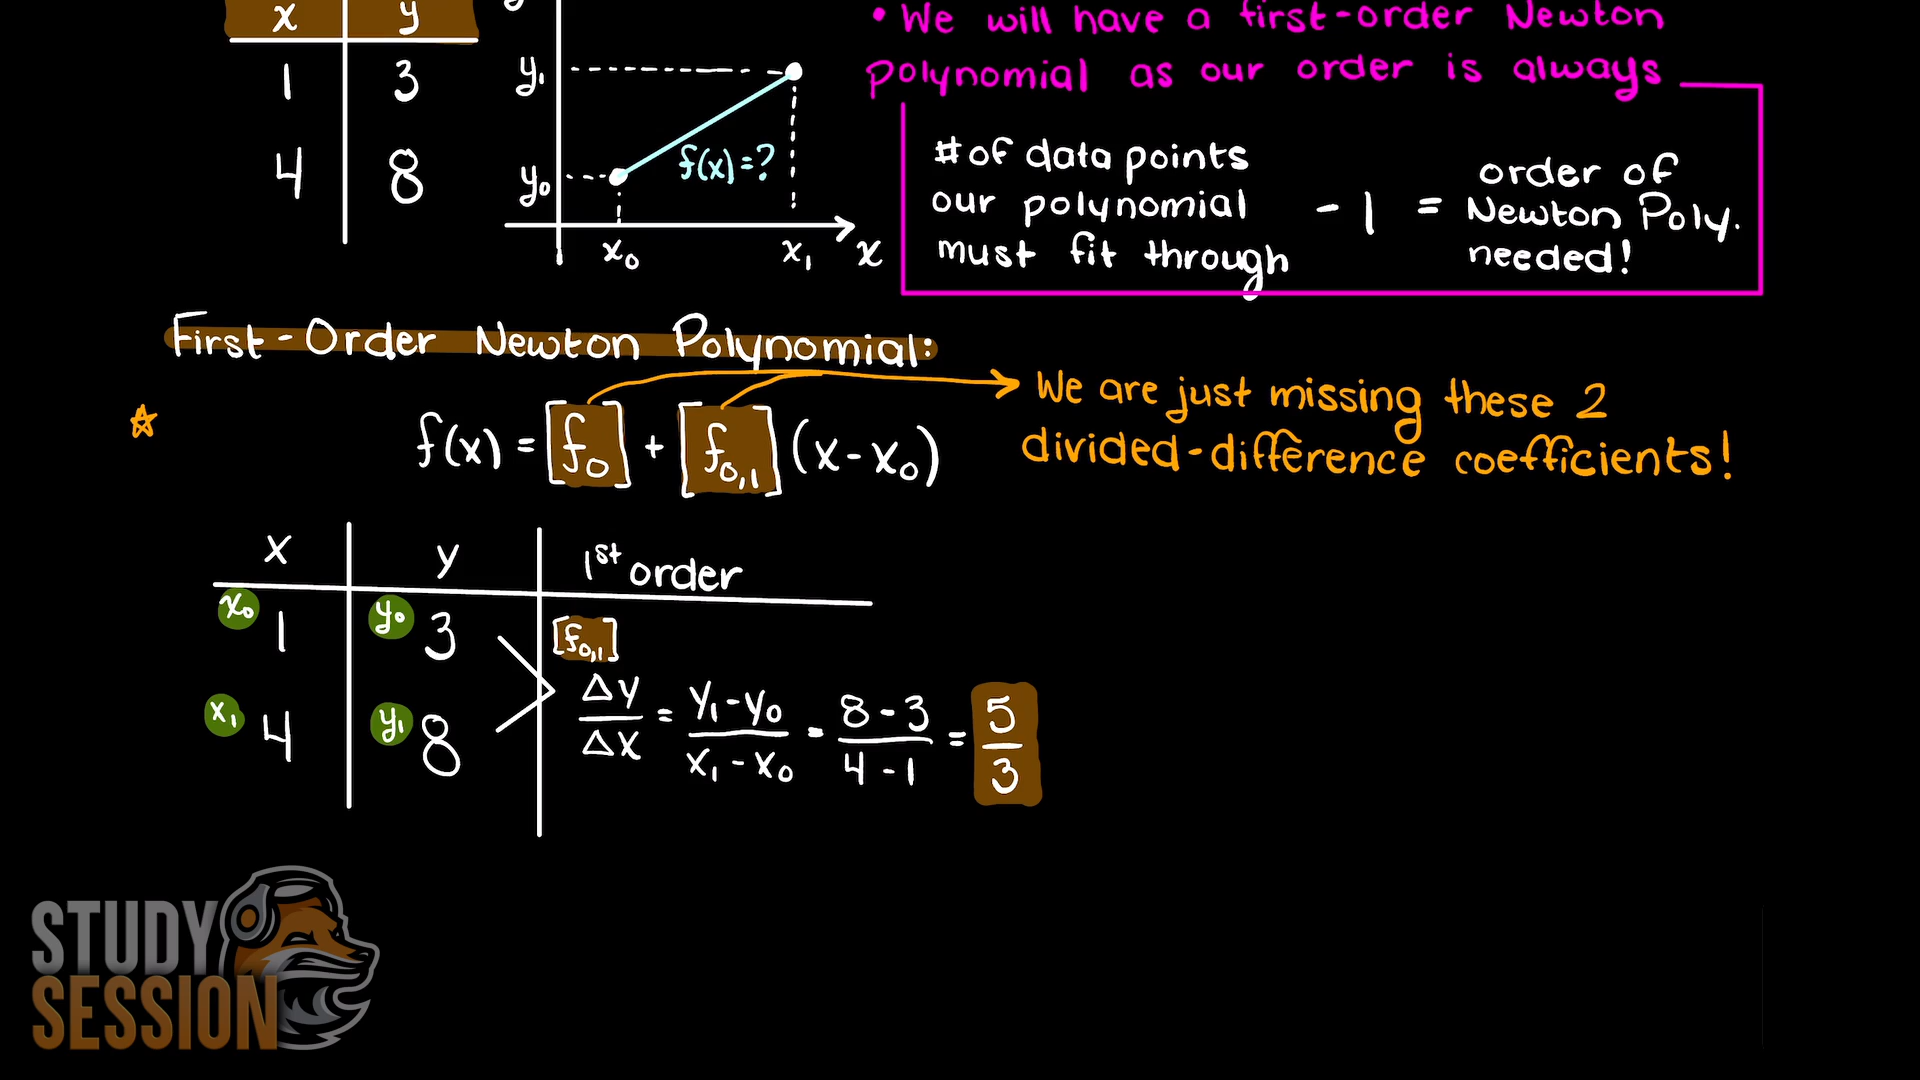 x y
1 3
4 8
y₁
y₀
f(x)=?
x₀ x₁ x
• We will have a first-order Newton
polynomial as our order is always
# of data points
our polynomial
must fit through
- 1 =
order of
Newton Poly.
needed!
First-Order Newton Polynomial:
f(x) = [f₀] + [f₀,₁] (x - x₀)
We are just missing these 2
divided-difference coefficients!
x y 1st order
x₀ 1 y₀ 3
x₁ 4 y₁ 8
[f₀,₁]
Δy/Δx = (y₁-y₀)/(x₁-x₀) = (8-3)/(4-1) = 5/3
STUDY
SESSION